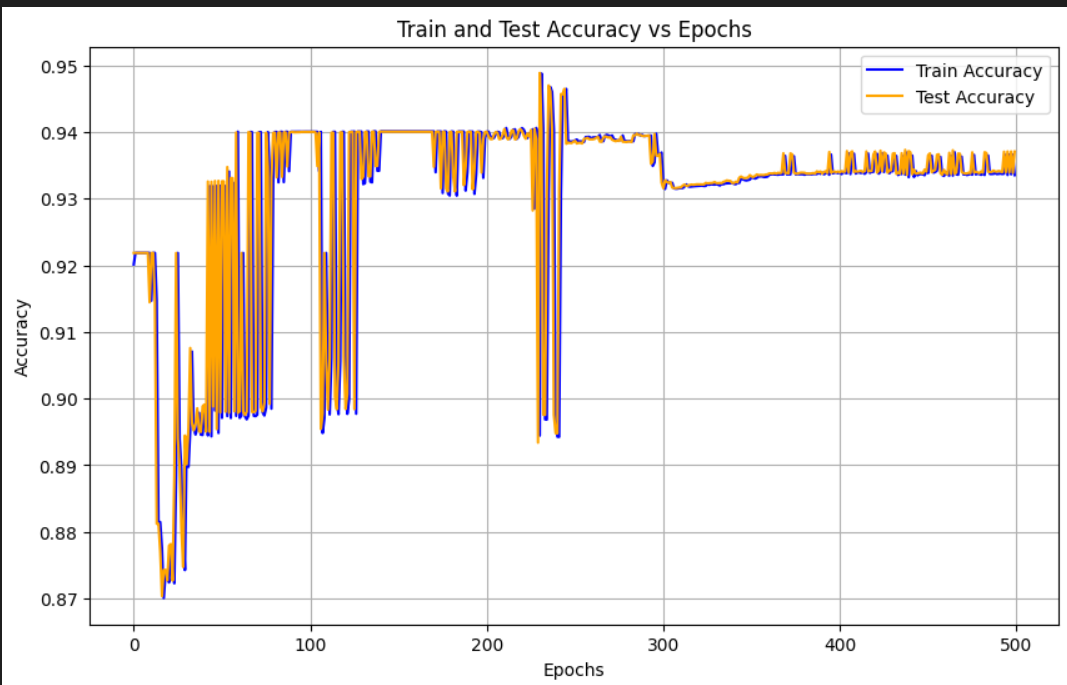 Train and Test Accuracy vs Epochs
Train Accuracy
Test Accuracy
Accuracy
0.95
0.94
0.93
0.92
0.91
0.90
0.89
0.88
0.87
0 100 200 300 400 500
Epochs